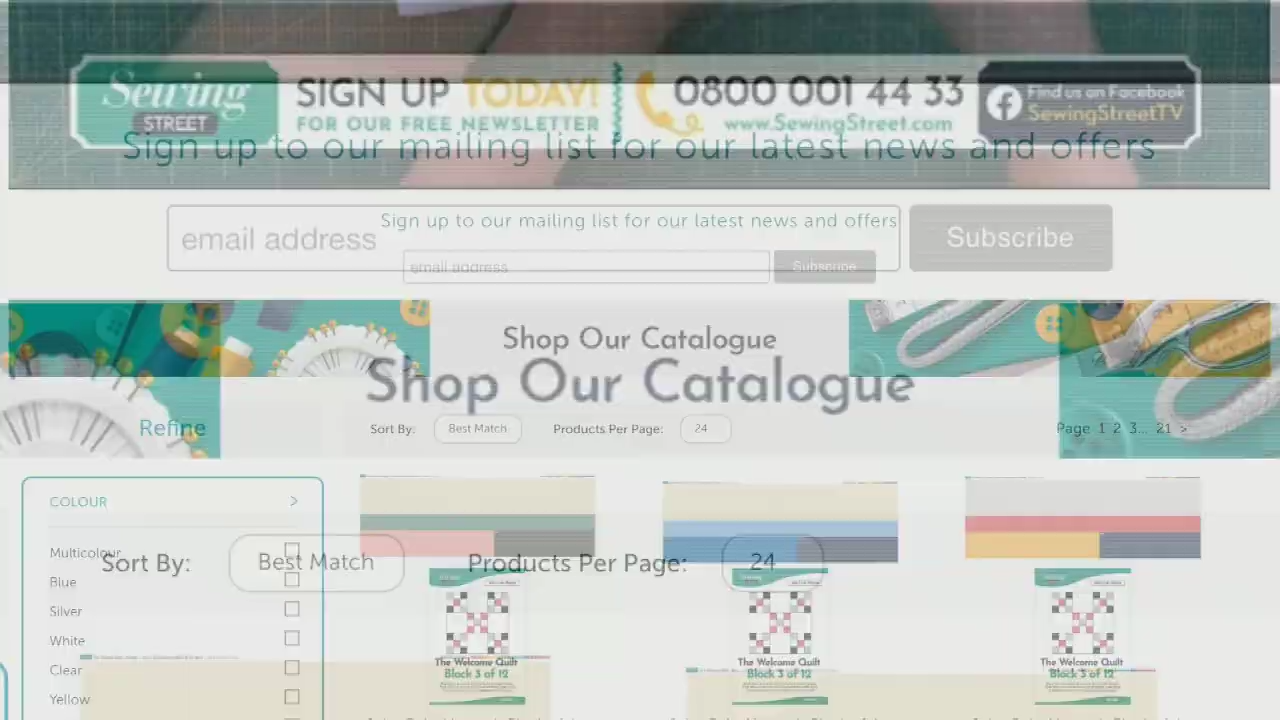 Sewing STREET
SIGN UP TODAY!
FOR OUR FREE NEWSLETTER
0800 001 44 33
www.SewingStreet.com
Find us on Facebook
SewingStreetTV
Sign up to our mailing list for our latest news and offers
Sign up to our mailing list for our latest news and offers
email address
Subscribe
email address
Subscribe
Shop Our Catalogue
Shop Our Catalogue
Refine
Sort By: Best Match Products Per Page: 24
Page 1 2 3... 21 >
COLOUR >
Multicolour
Sort By: Best Match Products Per Page: 24
Blue
Silver
White
Clear
Yellow
The Welcome Quilt
Block 3 of 12
The Welcome Quilt
Block 3 of 12
The Welcome Quilt
Block 3 of 12